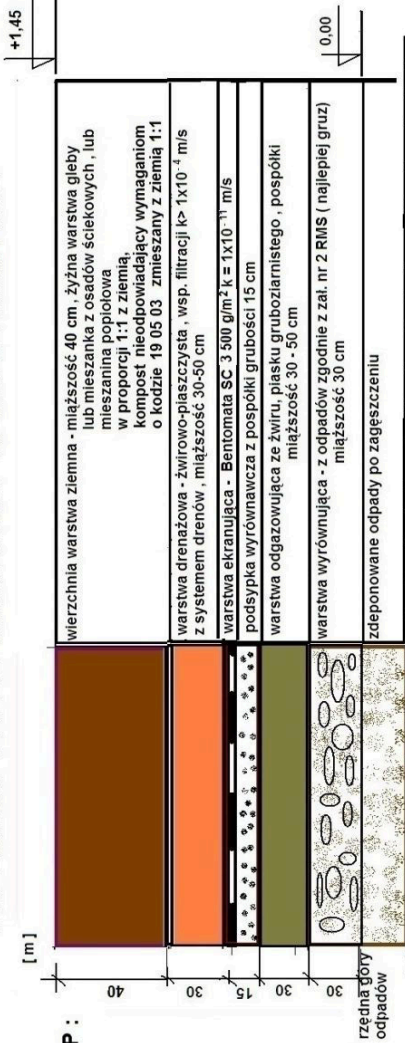 +1,45
0,00
[ m ]
P :
40
30
15
30
30
wierzchnia warstwa ziemna - miąższość 40 cm , żyżna warstwa gleby
lub mieszanka z osadów ściekowych , lub
mieszanina popiołowa
w proporcji 1:1 z ziemią,
kompost nieodpowiadający wymaganiom
o kodzie 19 05 03 zmieszany z ziemią 1:1
warstwa drenażowa - żwirowo-piaszczysta , wsp. filtracji k> 1x10⁻⁴ m/s
z systemem drenów , miąższość 30-50 cm
warstwa ekranująca - Bentomata SC 3 500 g/m² k = 1x10⁻¹¹ m/s
podsypka wyrównawcza z pospółki grubości 15 cm
warstwa odgazowująca ze żwiru, piasku gruboziarnistego , pospółki
miąższość 30 - 50 cm
warstwa wyrównująca - z odpadów zgodnie z zał. nr 2 RMS ( najlepiej gruz)
miąższość 30 cm
zdeponowane odpady po zagęszczeniu
rzędna góry
odpadów